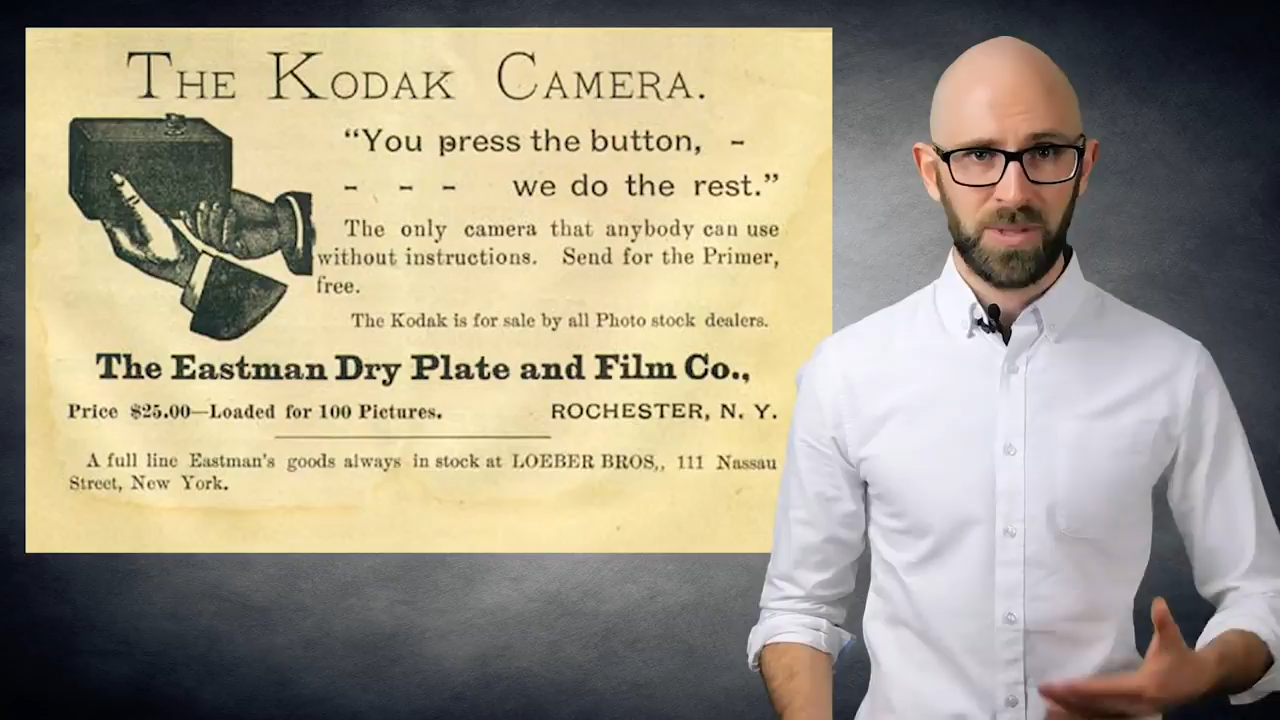 THE KODAK CAMERA.
“You press the button, -
- - - we do the rest.”
The only camera that anybody can use
without instructions. Send for the Primer,
free.
The Kodak is for sale by all Photo stock dealers.
The Eastman Dry Plate and Film Co.,
Price $25.00—Loaded for 100 Pictures. ROCHESTER, N. Y.
A full line Eastman's goods always in stock at LOEBER BROS,, 111 Nassau
Street, New York.